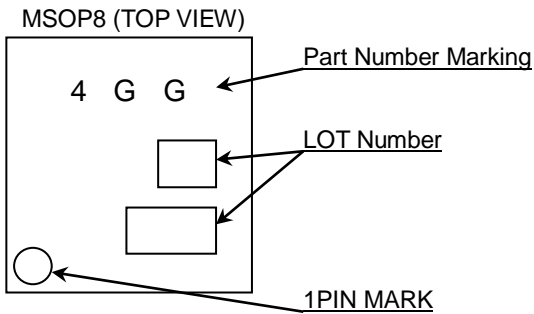 MSOP8 (TOP VIEW)
Part Number Marking
4 G G
LOT Number
1PIN MARK